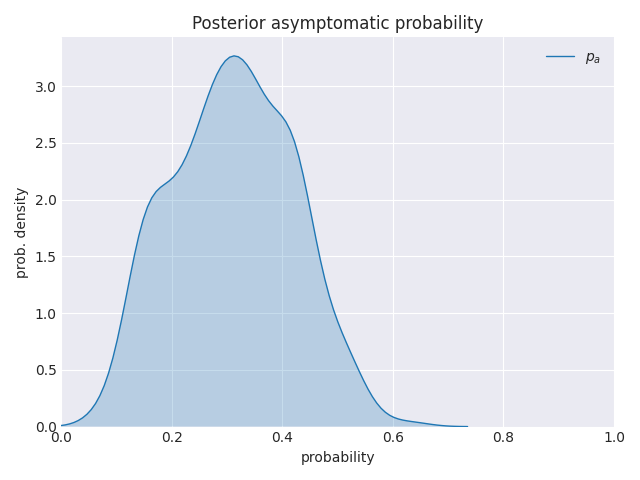 Posterior asymptomatic probability
pₐ
prob. density
3.0
2.5
2.0
1.5
1.0
0.5
0.0
0.0 0.2 0.4 0.6 0.8 1.0
probability